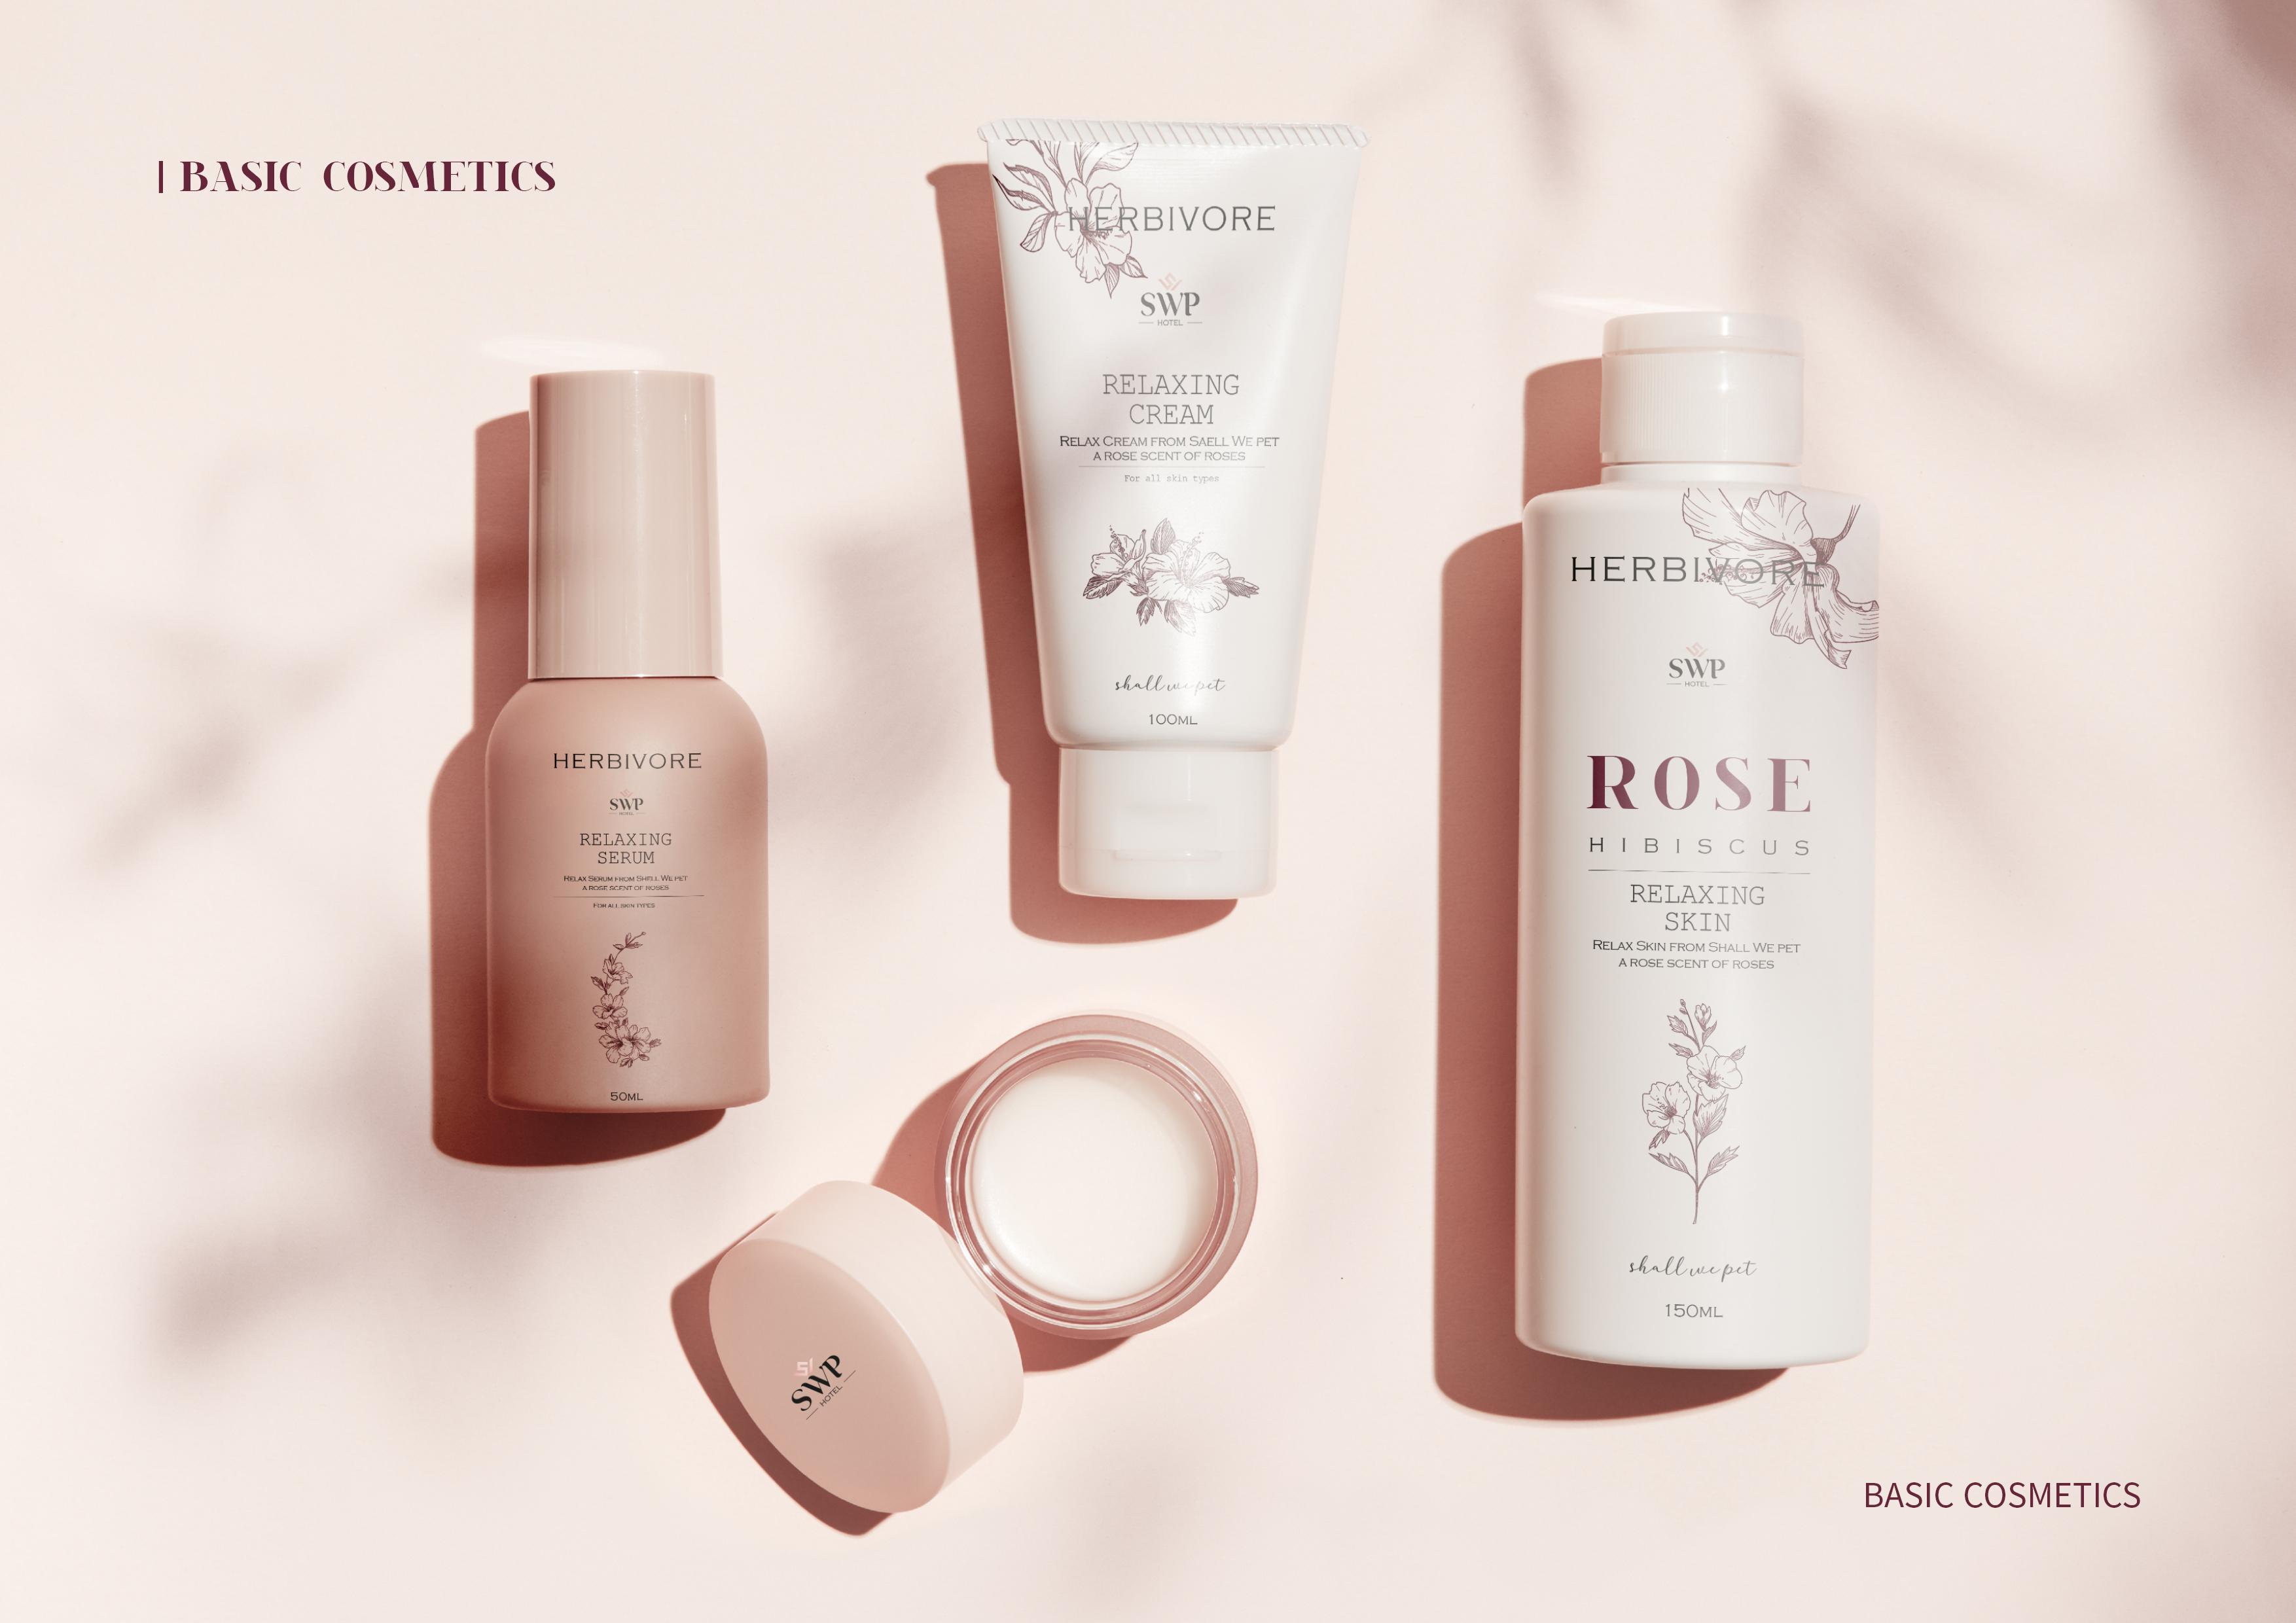 BASIC COSMETICS
HERBIVORE
SWP
HOTEL
RELAXING
CREAM
RELAX CREAM FROM SAELL WE PET
A ROSE SCENT OF ROSES
For all skin types
shall we pet
100ML
HERBIVORE
SWP
HOTEL
RELAXING
SERUM
RELAX SERUM FROM SHELL WE PET
A ROSE SCENT OF ROSES
FOR ALL SKIN TYPES
50ML
HERBIVORE
SWP
HOTEL
ROSE
HIBISCUS
RELAXING
SKIN
RELAX SKIN FROM SHALL WE PET
A ROSE SCENT OF ROSES
shall we pet
150ML
SWP
HOTEL
BASIC COSMETICS